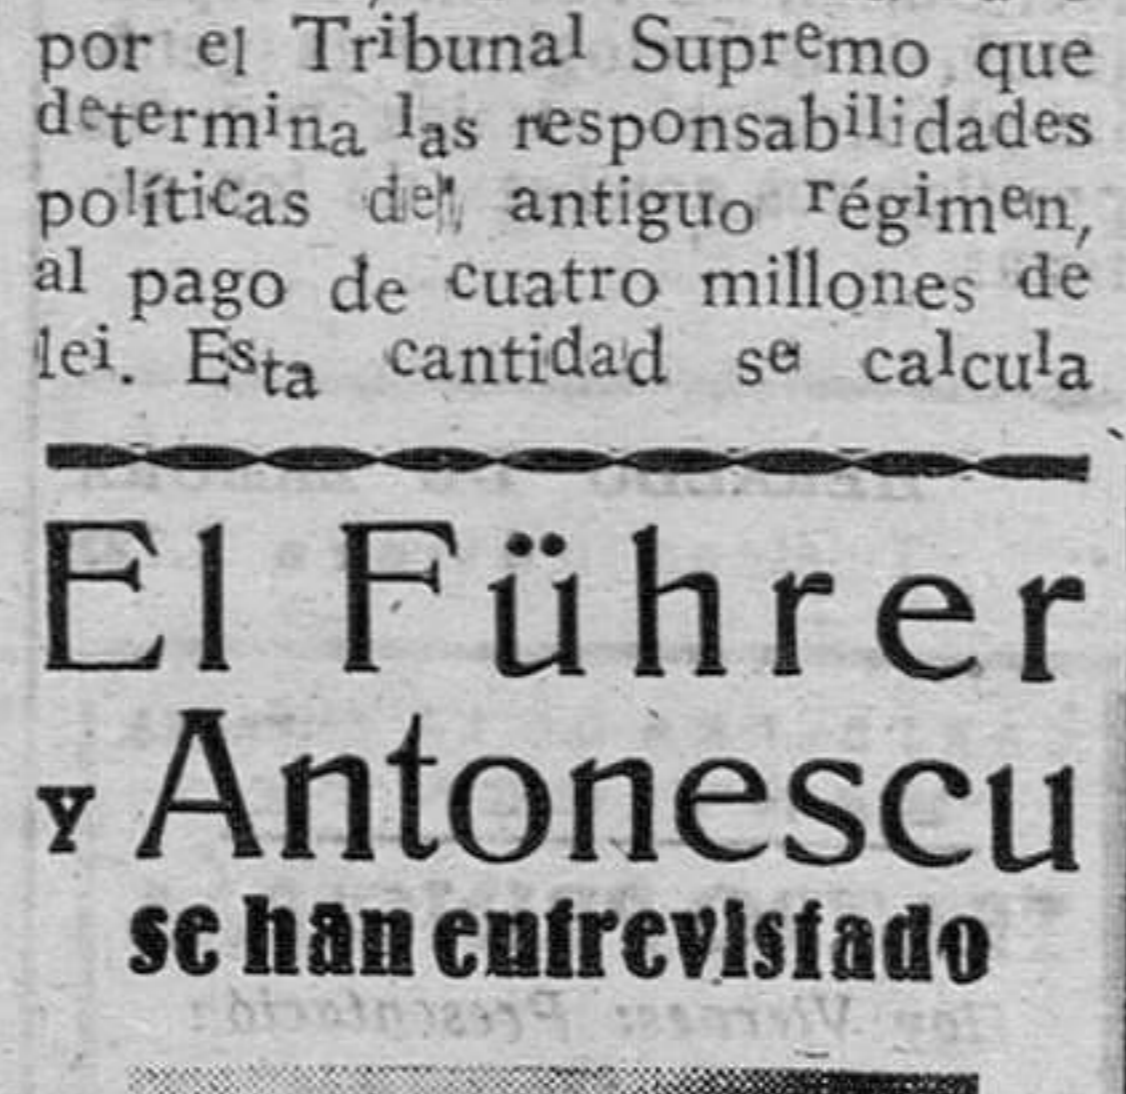 por el Tribunal Supremo que
determina las responsabilidades
políticas del antiguo régimen,
al pago de cuatro millones de
lei. Esta cantidad se calcula
El Führer
y Antonescu
se han entrevistado